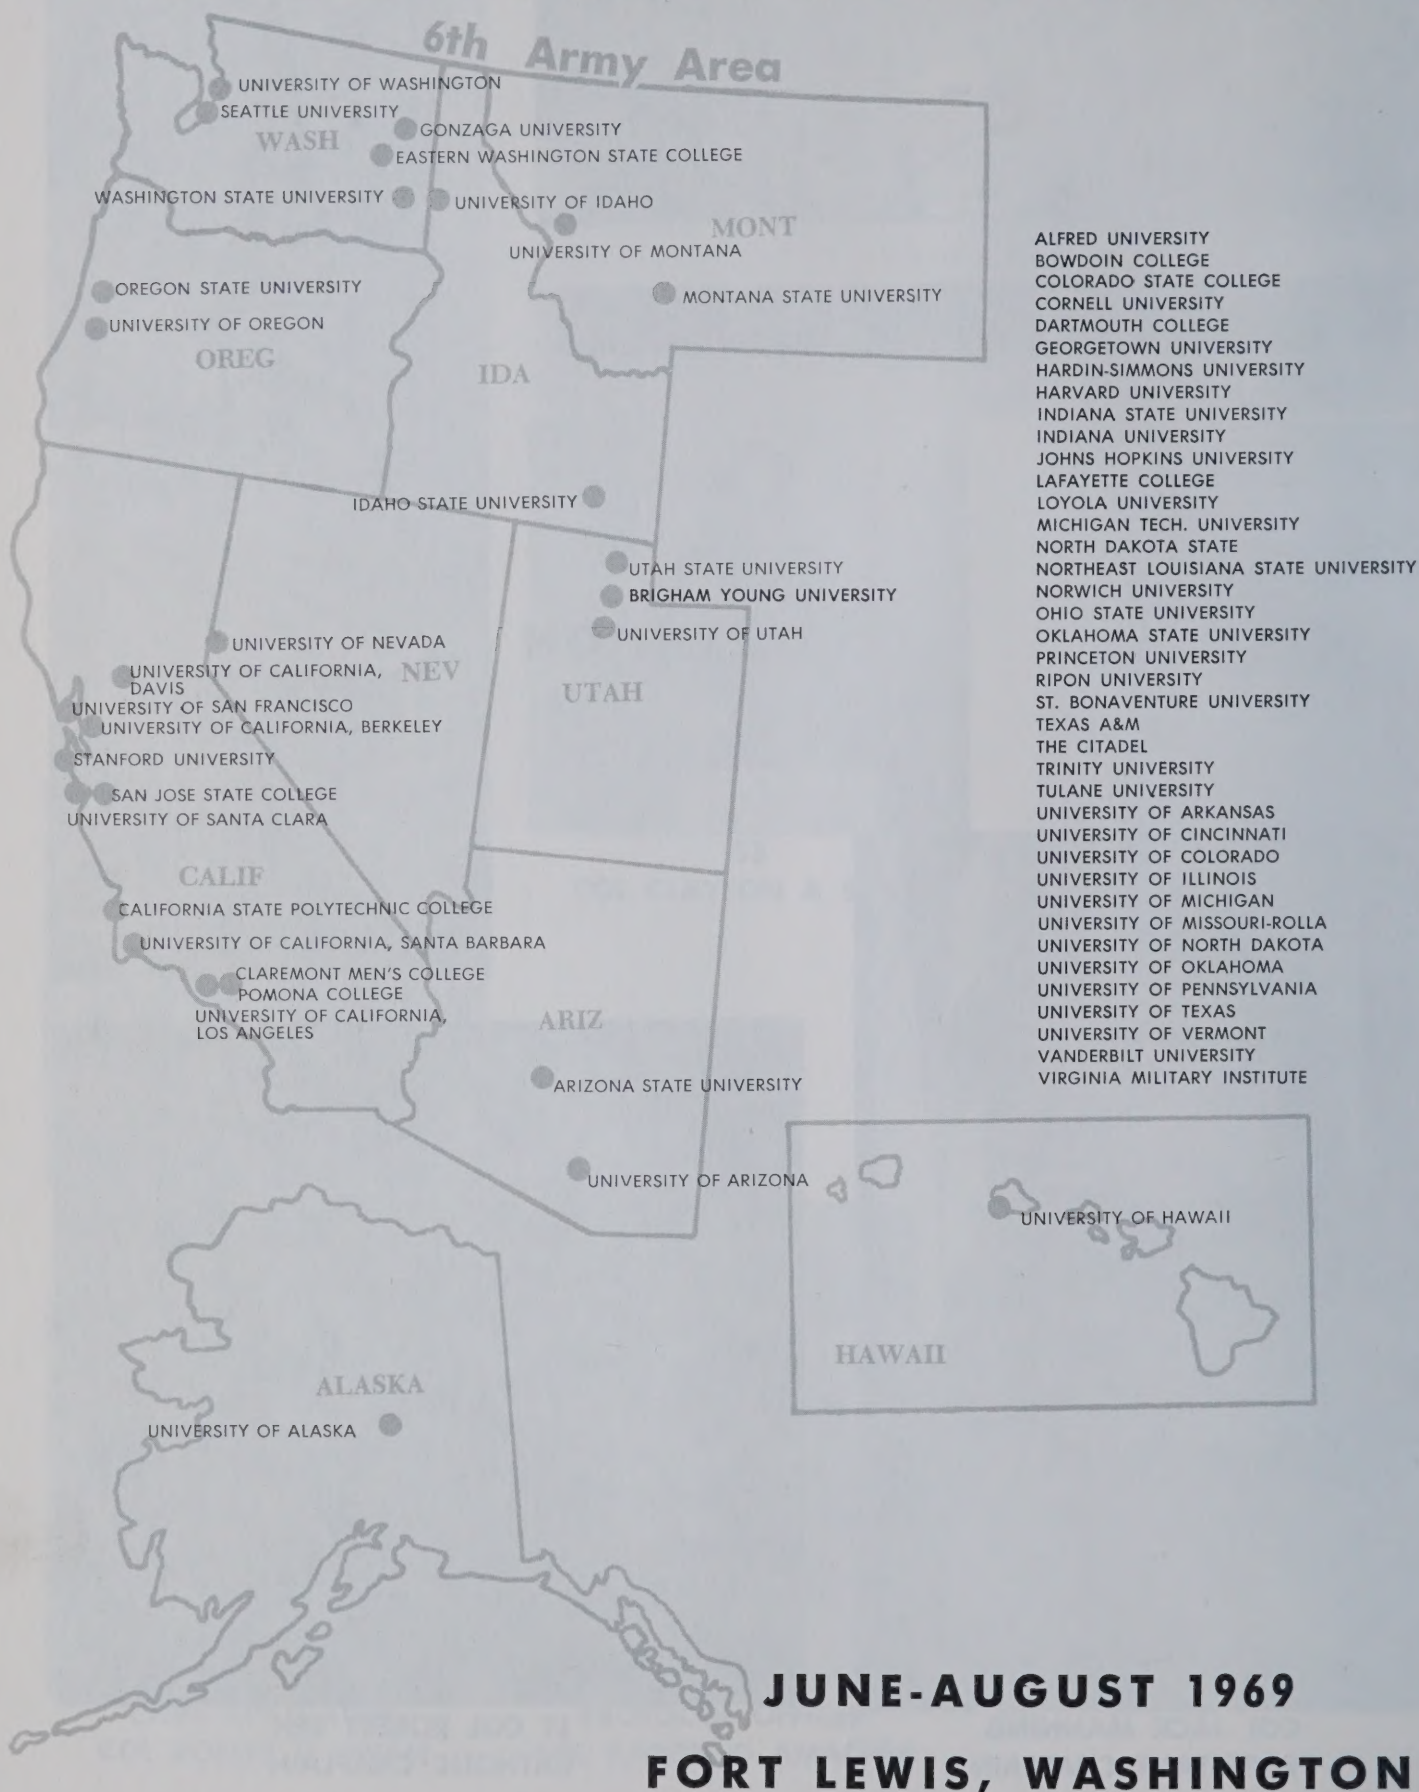 6th Army Area
UNIVERSITY OF WASHINGTON
SEATTLE UNIVERSITY
WASH
GONZAGA UNIVERSITY
EASTERN WASHINGTON STATE COLLEGE
WASHINGTON STATE UNIVERSITY
UNIVERSITY OF IDAHO
MONT
UNIVERSITY OF MONTANA
MONTANA STATE UNIVERSITY
OREGON STATE UNIVERSITY
UNIVERSITY OF OREGON
OREG
IDA
IDAHO STATE UNIVERSITY
UTAH STATE UNIVERSITY
BRIGHAM YOUNG UNIVERSITY
UNIVERSITY OF UTAH
UTAH
UNIVERSITY OF NEVADA
NEV
UNIVERSITY OF CALIFORNIA,
DAVIS
UNIVERSITY OF SAN FRANCISCO
UNIVERSITY OF CALIFORNIA, BERKELEY
STANFORD UNIVERSITY
SAN JOSE STATE COLLEGE
UNIVERSITY OF SANTA CLARA
CALIF
CALIFORNIA STATE POLYTECHNIC COLLEGE
UNIVERSITY OF CALIFORNIA, SANTA BARBARA
CLAREMONT MEN'S COLLEGE
POMONA COLLEGE
UNIVERSITY OF CALIFORNIA,
LOS ANGELES
ARIZ
ARIZONA STATE UNIVERSITY
UNIVERSITY OF ARIZONA
ALFRED UNIVERSITY
BOWDOIN COLLEGE
COLORADO STATE COLLEGE
CORNELL UNIVERSITY
DARTMOUTH COLLEGE
GEORGETOWN UNIVERSITY
HARDIN-SIMMONS UNIVERSITY
HARVARD UNIVERSITY
INDIANA STATE UNIVERSITY
INDIANA UNIVERSITY
JOHNS HOPKINS UNIVERSITY
LAFAYETTE COLLEGE
LOYOLA UNIVERSITY
MICHIGAN TECH. UNIVERSITY
NORTH DAKOTA STATE
NORTHEAST LOUISIANA STATE UNIVERSITY
NORWICH UNIVERSITY
OHIO STATE UNIVERSITY
OKLAHOMA STATE UNIVERSITY
PRINCETON UNIVERSITY
RIPON UNIVERSITY
ST. BONAVENTURE UNIVERSITY
TEXAS A&M
THE CITADEL
TRINITY UNIVERSITY
TULANE UNIVERSITY
UNIVERSITY OF ARKANSAS
UNIVERSITY OF CINCINNATI
UNIVERSITY OF COLORADO
UNIVERSITY OF ILLINOIS
UNIVERSITY OF MICHIGAN
UNIVERSITY OF MISSOURI-ROLLA
UNIVERSITY OF NORTH DAKOTA
UNIVERSITY OF OKLAHOMA
UNIVERSITY OF PENNSYLVANIA
UNIVERSITY OF TEXAS
UNIVERSITY OF VERMONT
VANDERBILT UNIVERSITY
VIRGINIA MILITARY INSTITUTE
UNIVERSITY OF HAWAII
HAWAII
ALASKA
UNIVERSITY OF ALASKA
JUNE-AUGUST 1969
FORT LEWIS, WASHINGTON